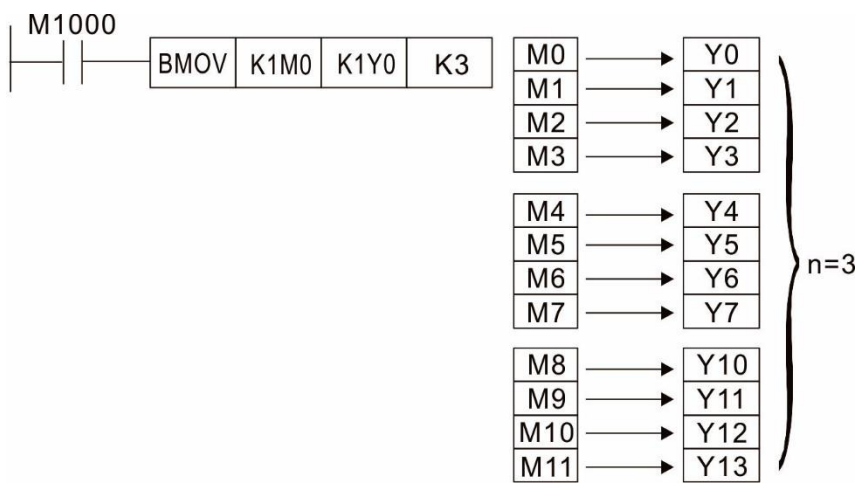 M1000
BMOV K1M0 K1Y0 K3
M0 Y0
M1 Y1
M2 Y2
M3 Y3
M4 Y4
M5 Y5
M6 Y6
M7 Y7
n=3
M8 Y10
M9 Y11
M10 Y12
M11 Y13